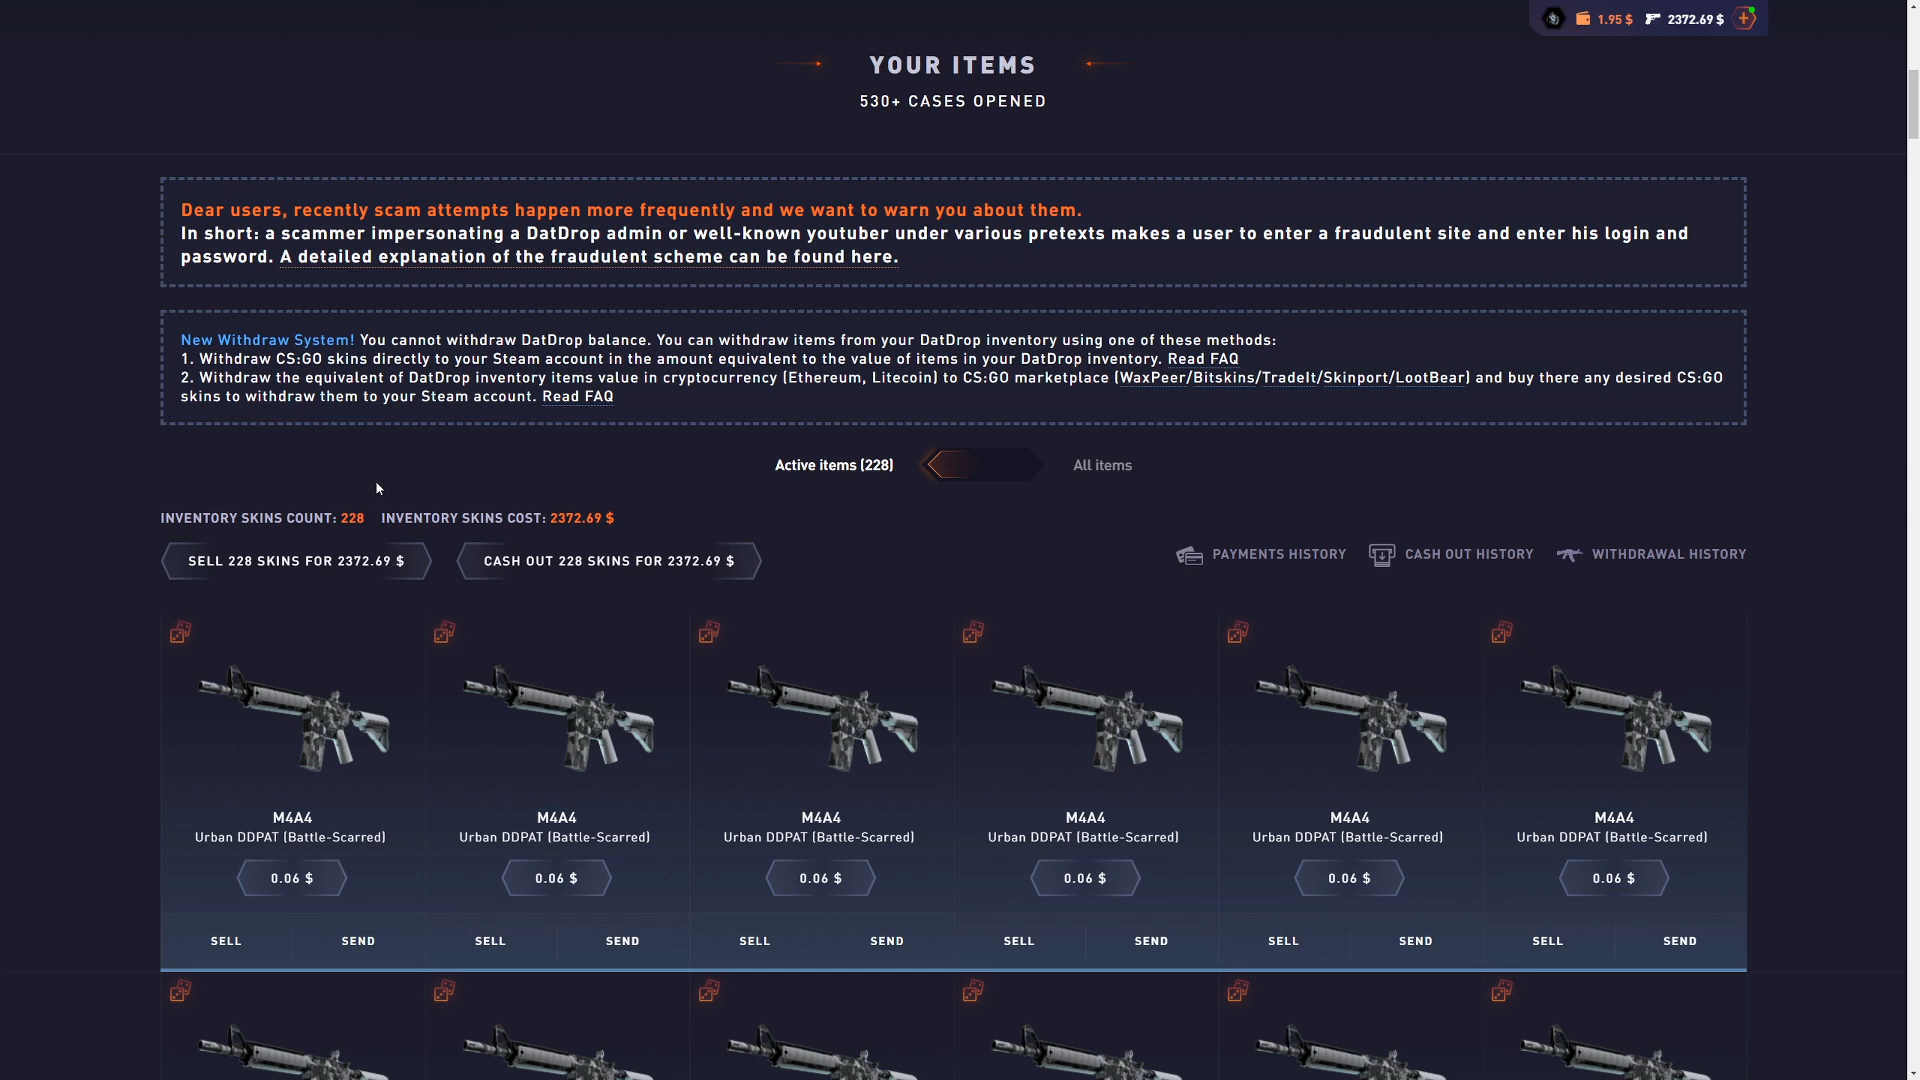 1.95 $ 2372.69 $
YOUR ITEMS
530+ CASES OPENED
Dear users, recently scam attempts happen more frequently and we want to warn you about them.
In short: a scammer impersonating a DatDrop admin or well-known youtuber under various pretexts makes a user to enter a fraudulent site and enter his login and
password. A detailed explanation of the fraudulent scheme can be found here.
New Withdraw System! You cannot withdraw DatDrop balance. You can withdraw items from your DatDrop inventory using one of these methods:
1. Withdraw CS:GO skins directly to your Steam account in the amount equivalent to the value of items in your DatDrop inventory. Read FAQ
2. Withdraw the equivalent of DatDrop inventory items value in cryptocurrency (Ethereum, Litecoin) to CS:GO marketplace (WaxPeer/Bitskins/TradeIt/Skinport/LootBear) and buy there any desired CS:GO
skins to withdraw them to your Steam account. Read FAQ
Active items (228) All items
INVENTORY SKINS COUNT: 228 INVENTORY SKINS COST: 2372.69 $
SELL 228 SKINS FOR 2372.69 $ CASH OUT 228 SKINS FOR 2372.69 $ PAYMENTS HISTORY CASH OUT HISTORY WITHDRAWAL HISTORY
M4A4 M4A4 M4A4 M4A4 M4A4 M4A4
Urban DDPAT (Battle-Scarred) Urban DDPAT (Battle-Scarred) Urban DDPAT (Battle-Scarred) Urban DDPAT (Battle-Scarred) Urban DDPAT (Battle-Scarred) Urban DDPAT (Battle-Scarred)
0.06 $ 0.06 $ 0.06 $ 0.06 $ 0.06 $ 0.06 $
SELL SEND SELL SEND SELL SEND SELL SEND SELL SEND SELL SEND